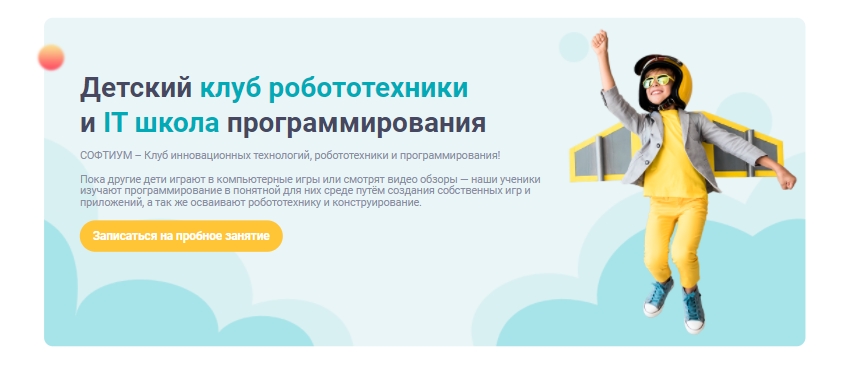 Детский клуб робототехники
и IT школа программирования
СОФТИУМ – Клуб инновационных технологий, робототехники и программирования!
Пока другие дети играют в компьютерные игры или смотрят видео обзоры — наши ученики
изучают программирование в понятной для них среде путём создания собственных игр и
приложений, а так же осваивают робототехнику и конструирование.
Записаться на пробное занятие